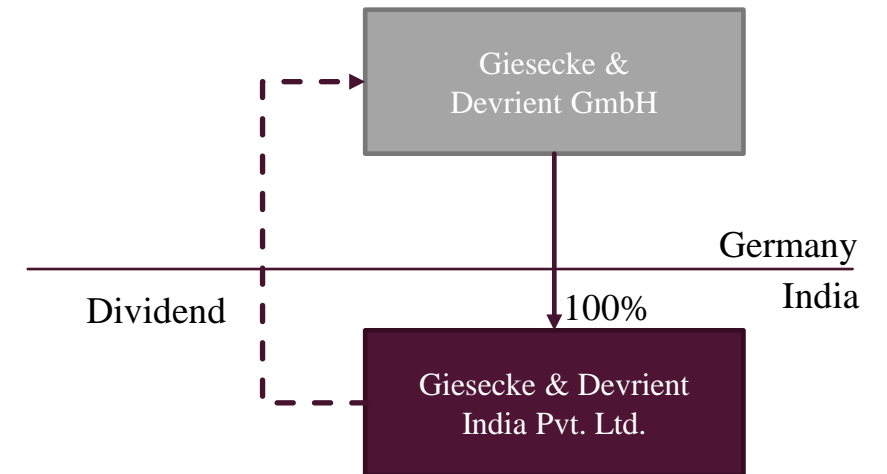 Giesecke &
Devrient GmbH
Germany
India
Dividend
100%
Giesecke & Devrient
India Pvt. Ltd.